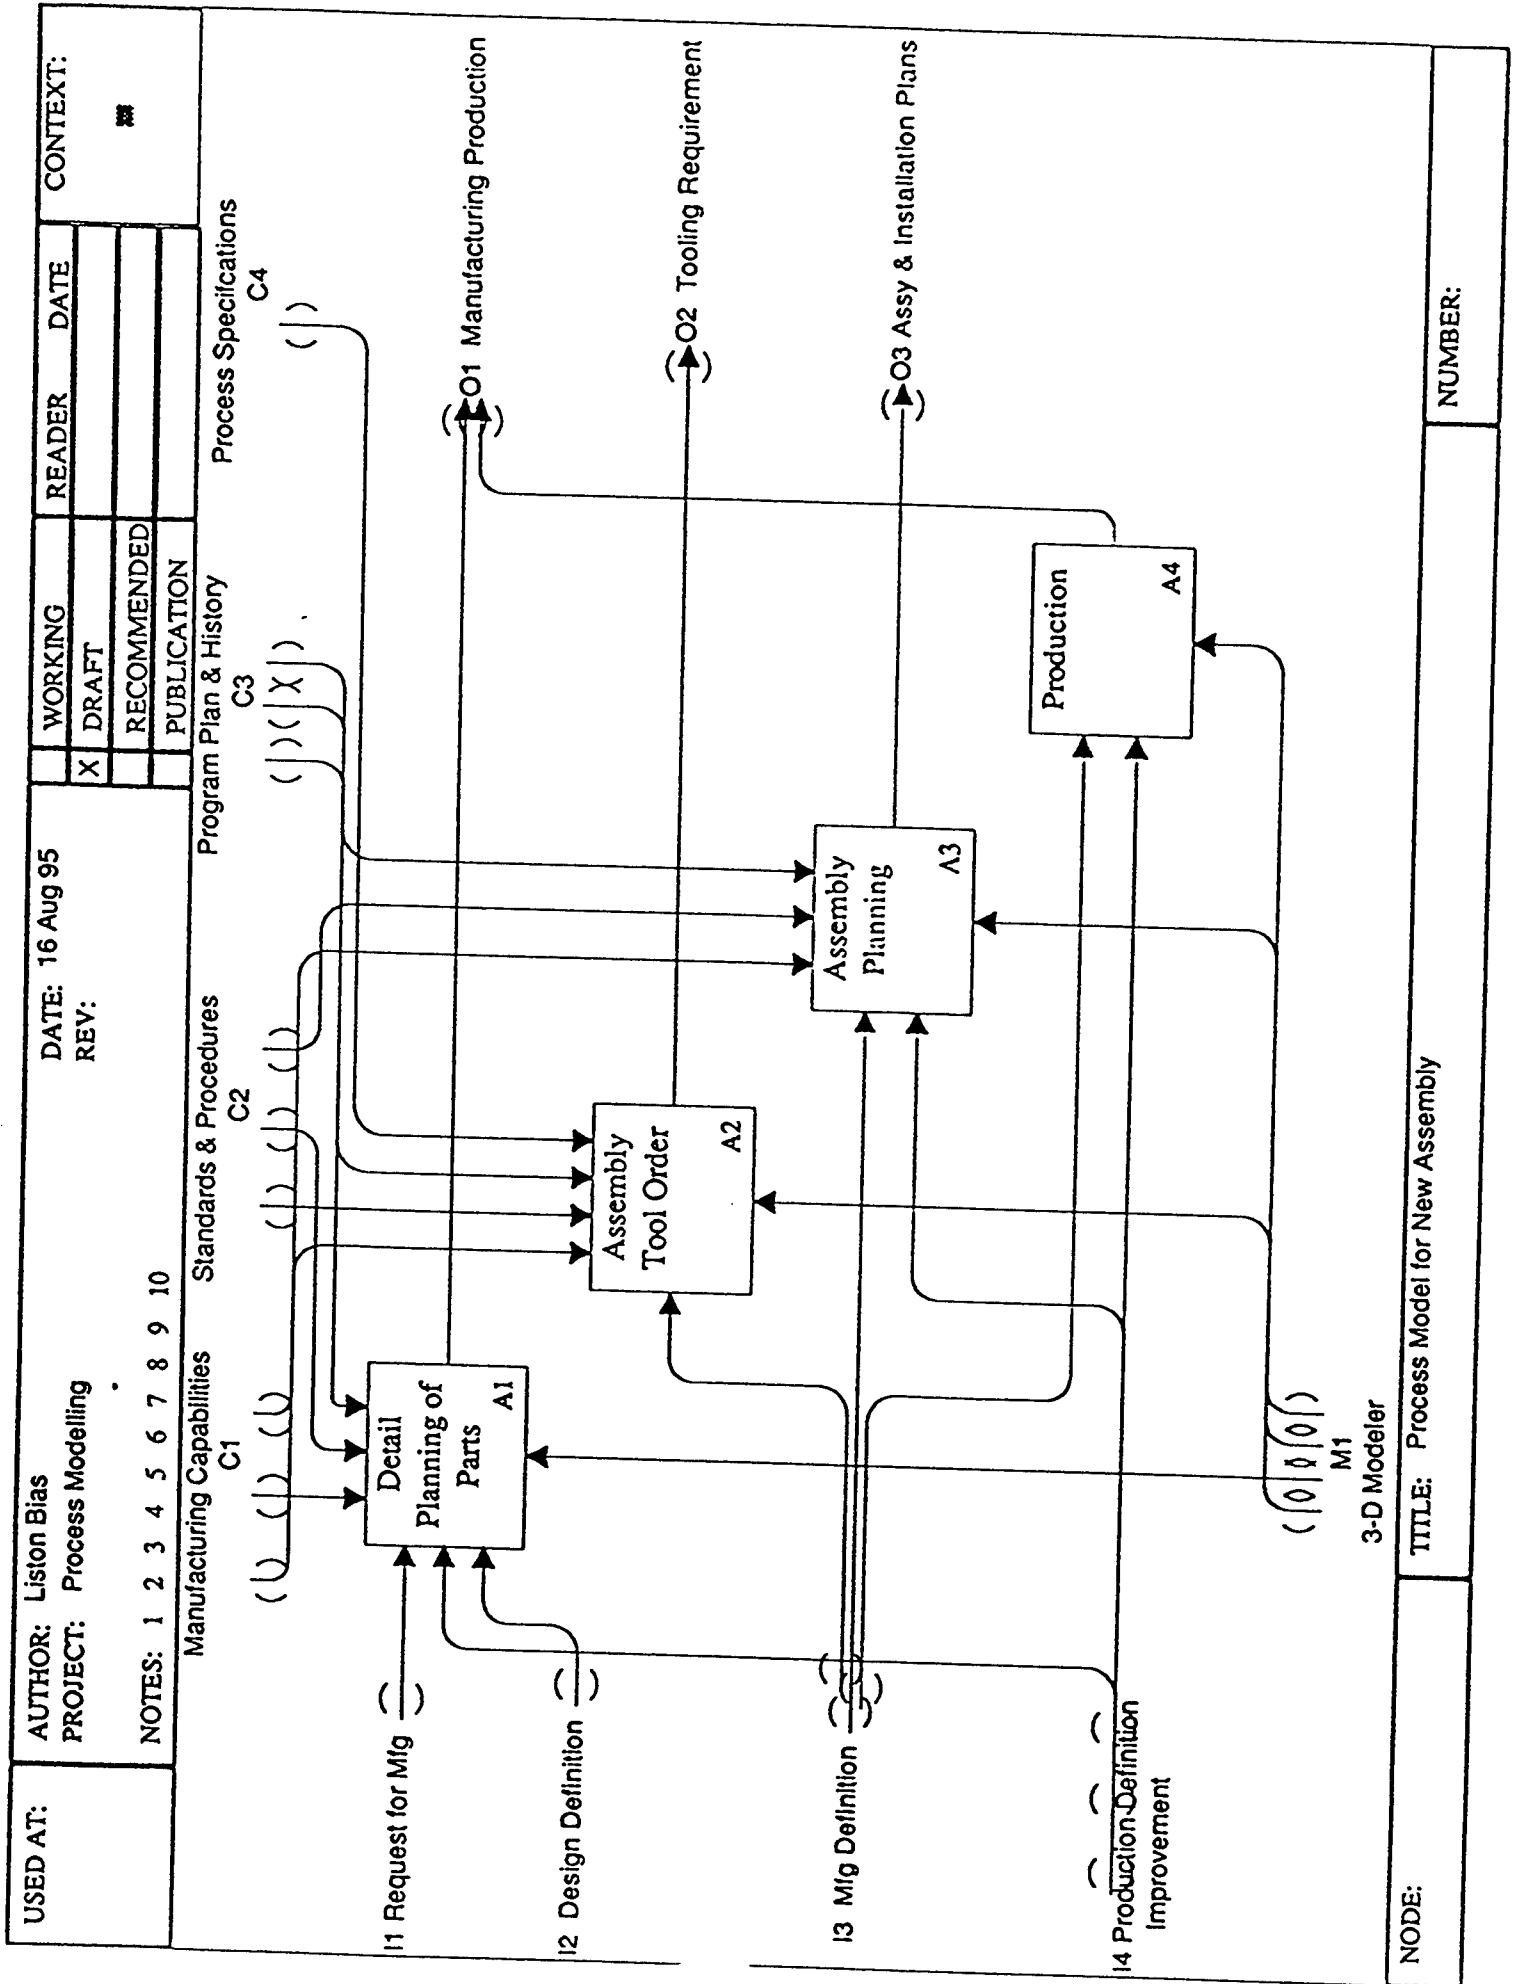 USED AT:
AUTHOR: Liston Bias
PROJECT: Process Modelling
NOTES: 1 2 3 4 5 6 7 8 9 10
DATE: 16 Aug 95
REV:
WORKING
X DRAFT
RECOMMENDED
PUBLICATION
READER DATE
CONTEXT:
Manufacturing Capabilities
C1
Standards & Procedures
C2
Program Plan & History
C3
Process Specifcations
C4
I1 Request for Mfg
I2 Design Definition
I3 Mfg Definition
I4 Production Definition
Improvement
Detail
Planning of
Parts
A1
Assembly
Tool Order
A2
Assembly
Planning
A3
Production
A4
O1 Manufacturing Production
O2 Tooling Requirement
O3 Assy & Installation Plans
M1
3-D Modeler
NODE:
TITLE: Process Model for New Assembly
NUMBER: